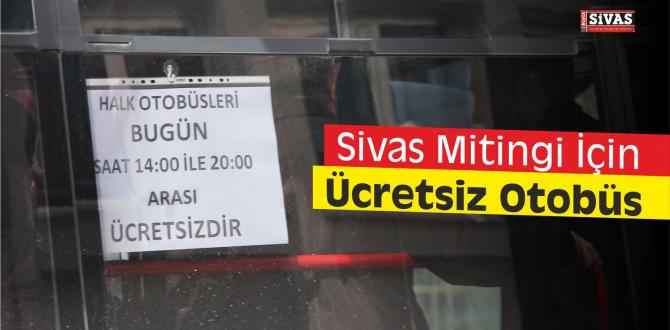 BÜYÜK
SİVAS
HALK OTOBÜSLERİ
BUGÜN
SAAT 14:00 İLE 20:00
ARASI
ÜCRETSİZDİR
Sivas Mitingi İçin
Ücretsiz Otobüs